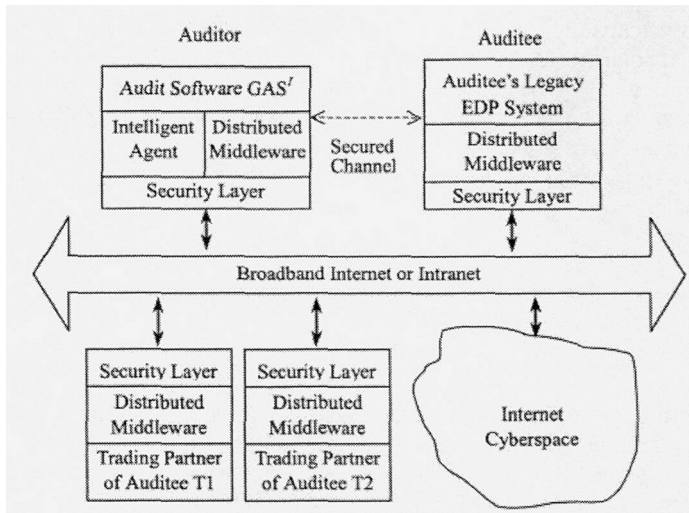 Auditor
Auditee
Audit Software GAS^I
Intelligent
Agent
Distributed
Middleware
Security Layer
Secured
Channel
Auditee's Legacy
EDP System
Distributed
Middleware
Security Layer
Broadband Internet or Intranet
Security Layer
Distributed
Middleware
Trading Partner
of Auditee T1
Security Layer
Distributed
Middleware
Trading Partner
of Auditee T2
Internet
Cyberspace